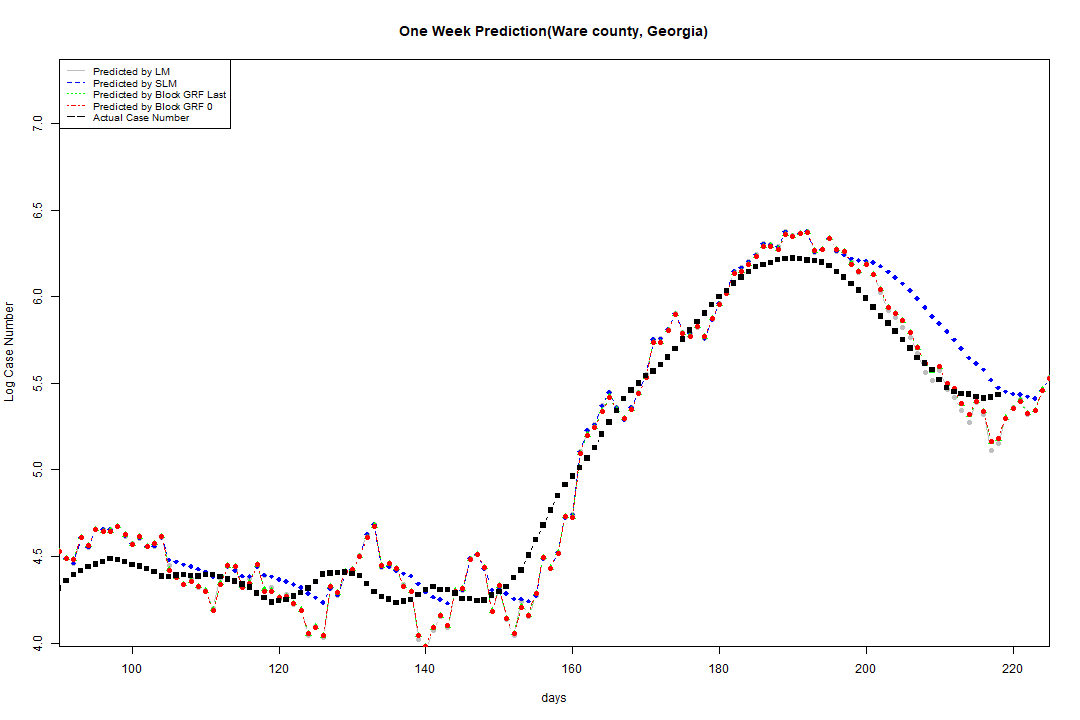 One Week Prediction(Ware county, Georgia)
Predicted by LM
Predicted by SLM
Predicted by Block GRF Last
Predicted by Block GRF 0
Actual Case Number
7.0
6.5
6.0
5.5
5.0
4.5
4.0
Log Case Number
100 120 140 160 180 200 220
days